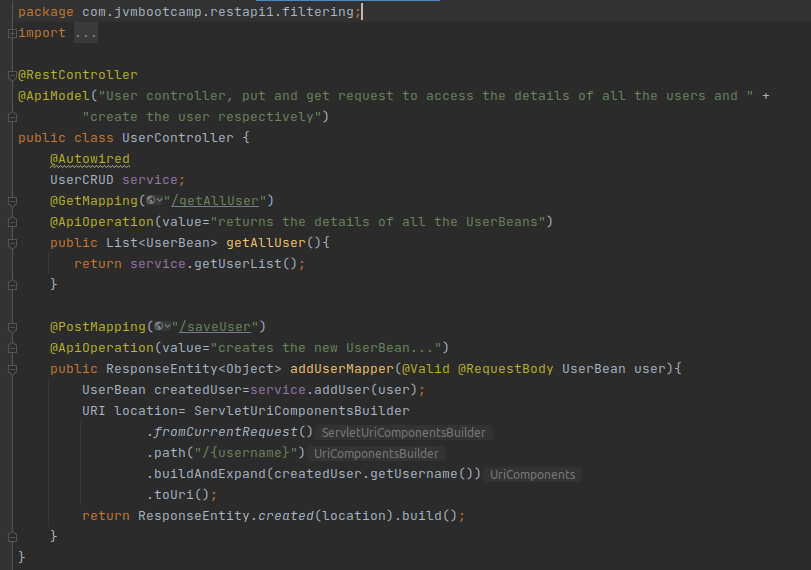 package com.jvmbootcamp.restapi1.filtering;
import ...
@RestController
@ApiModel("User controller, put and get request to access the details of all the users and " +
"create the user respectively")
public class UserController {
@Autowired
UserCRUD service;
@GetMapping("/getAllUser")
@ApiOperation(value="returns the details of all the UserBeans")
public List<UserBean> getAllUser(){
return service.getUserList();
}
@PostMapping("/saveUser")
@ApiOperation(value="creates the new UserBean...")
public ResponseEntity<Object> addUserMapper(@Valid @RequestBody UserBean user){
UserBean createdUser=service.addUser(user);
URI location= ServletUriComponentsBuilder
.fromCurrentRequest() ServletUriComponentsBuilder
.path("/{username}") UriComponentsBuilder
.buildAndExpand(createdUser.getUsername()) UriComponents
.toUri();
return ResponseEntity.created(location).build();
}
}